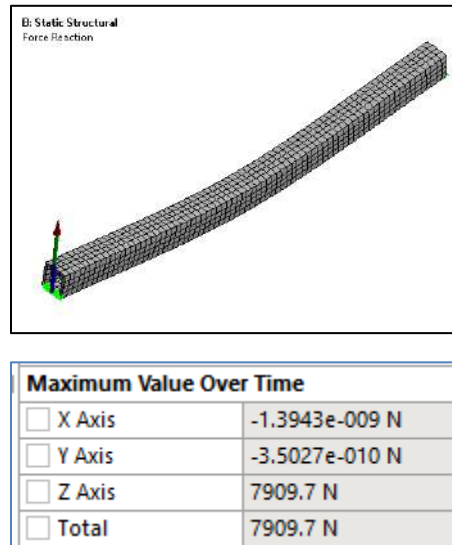 B: Static Structural
Force Reaction
Maximum Value Over Time
X Axis -1.3943e-009 N
Y Axis -3.5027e-010 N
Z Axis 7909.7 N
Total 7909.7 N